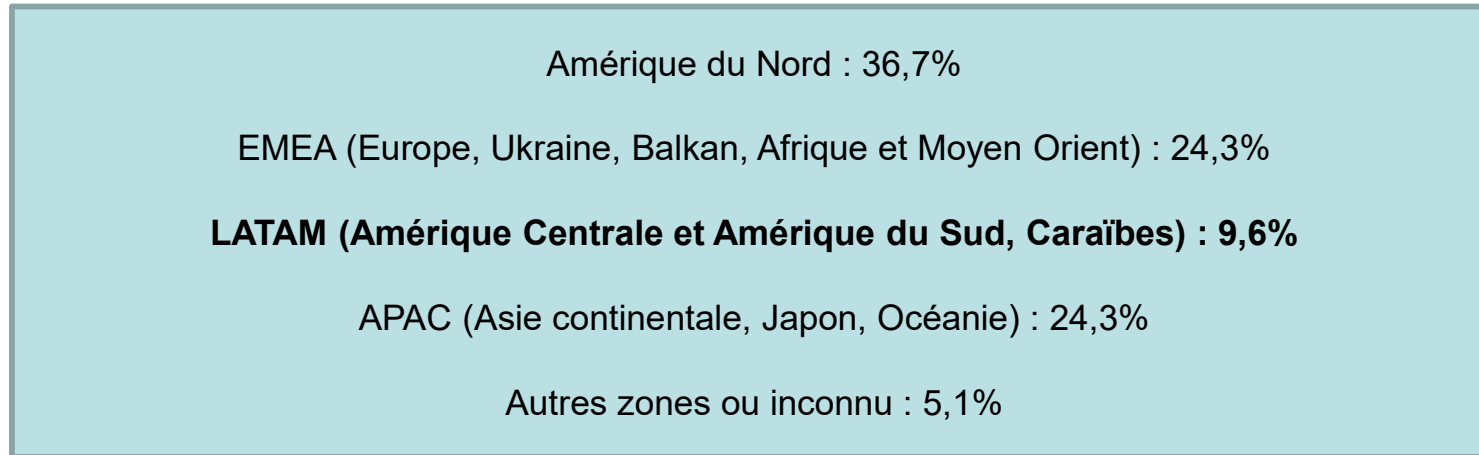 Amérique du Nord : 36,7%
EMEA (Europe, Ukraine, Balkan, Afrique et Moyen Orient) : 24,3%
LATAM (Amérique Centrale et Amérique du Sud, Caraïbes) : 9,6%
APAC (Asie continentale, Japon, Océanie) : 24,3%
Autres zones ou inconnu : 5,1%